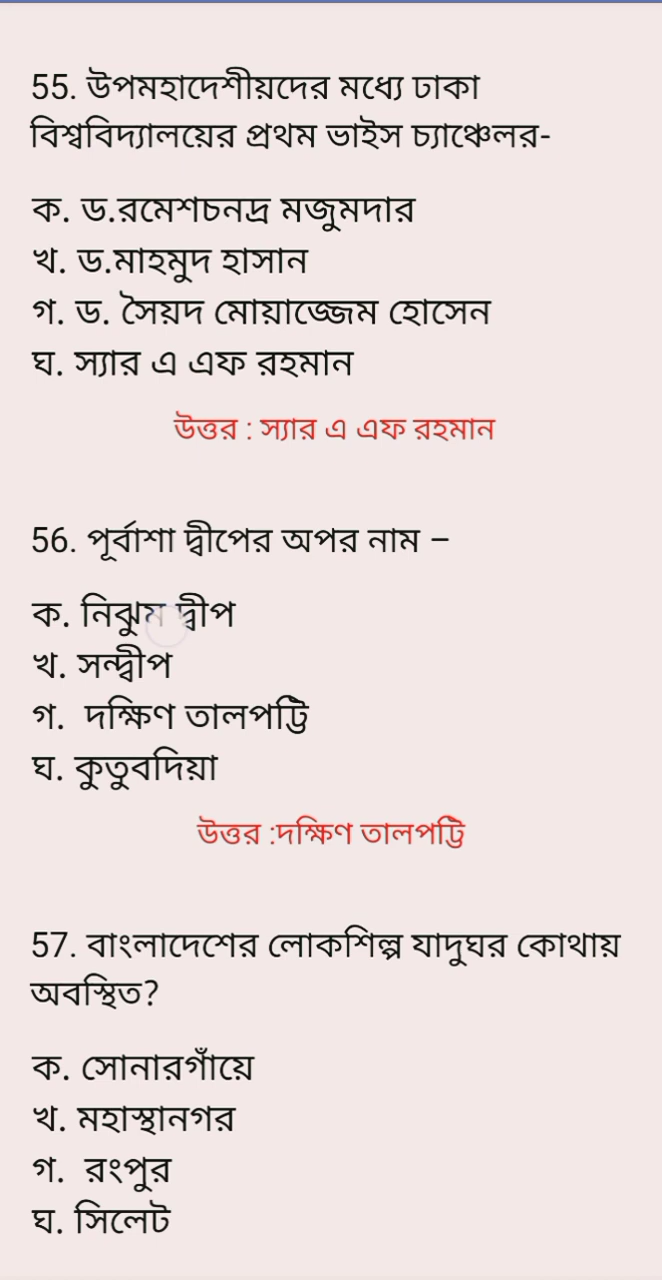 55. উপমহাদেশীয়দের মধ্যে ঢাকা
বিশ্ববিদ্যালয়ের প্রথম ভাইস চ্যাঞ্চেলর-
ক. ড.রমেশচনদ্র মজুমদার
খ. ড.মাহমুদ হাসান
গ. ড. সৈয়দ মোয়াজ্জেম হোসেন
ঘ. স্যার এ এফ রহমান
উত্তর : স্যার এ এফ রহমান
56. পূর্বাশা দ্বীপের অপর নাম –
ক. নিঝুম দ্বীপ
খ. সন্দ্বীপ
গ. দক্ষিণ তালপট্টি
ঘ. কুতুবদিয়া
উত্তর :দক্ষিণ তালপট্টি
57. বাংলাদেশের লোকশিল্প যাদুঘর কোথায়
অবস্থিত?
ক. সোনারগাঁয়ে
খ. মহাস্থানগর
গ. রংপুর
ঘ. সিলেট